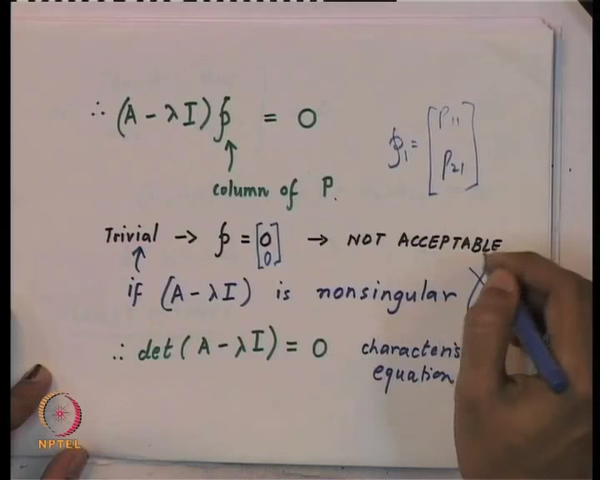 ∴ (A - λI)𝓅 = 0
𝓅₁ = [P₁₁ P₂₁]
column of P.
Trivial → 𝓅 = [0 0] → NOT ACCEPTABLE
if (A - λI) is nonsingular
∴ det(A - λI) = 0 characteris
equation
NPTEL